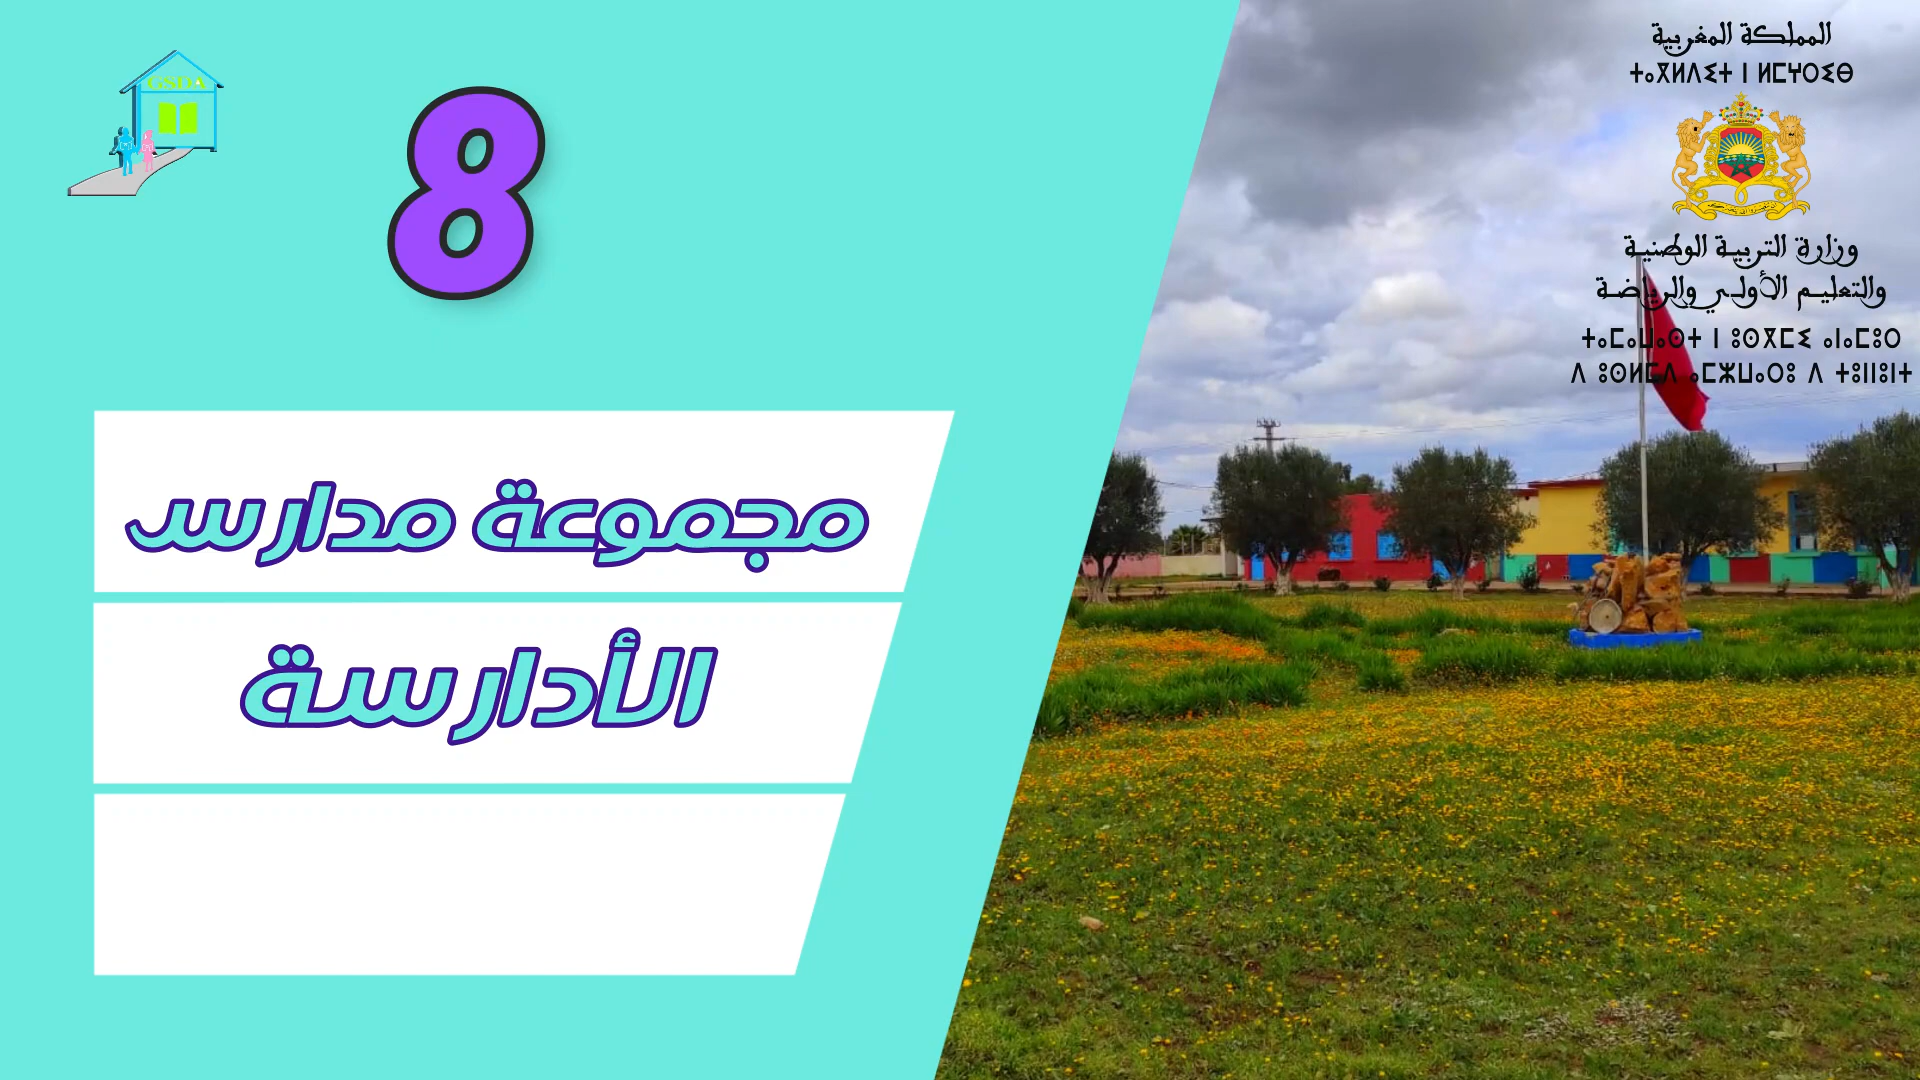 GSDA
8
مجموعة مدارس
الأدارسة
المملكة المغربية
ⵜⴰⴳⵍⴷⵉⵜ ⵏ ⵍⵎⵖⵔⵉⴱ
وزارة التربية الوطنية
والتعليم الأولي والرياضة
ⵜⴰⵎⴰⵡⴰⵙⵜ ⵏ ⵓⵙⴳⵎⵉ ⴰⵏⴰⵎⵓⵔ
ⴷ ⵓⵙⵍⵎⴷ ⴰⵎⵣⵡⴰⵔⵓ ⴷ ⵜⵓⵏⵏⵓⵏⵜ